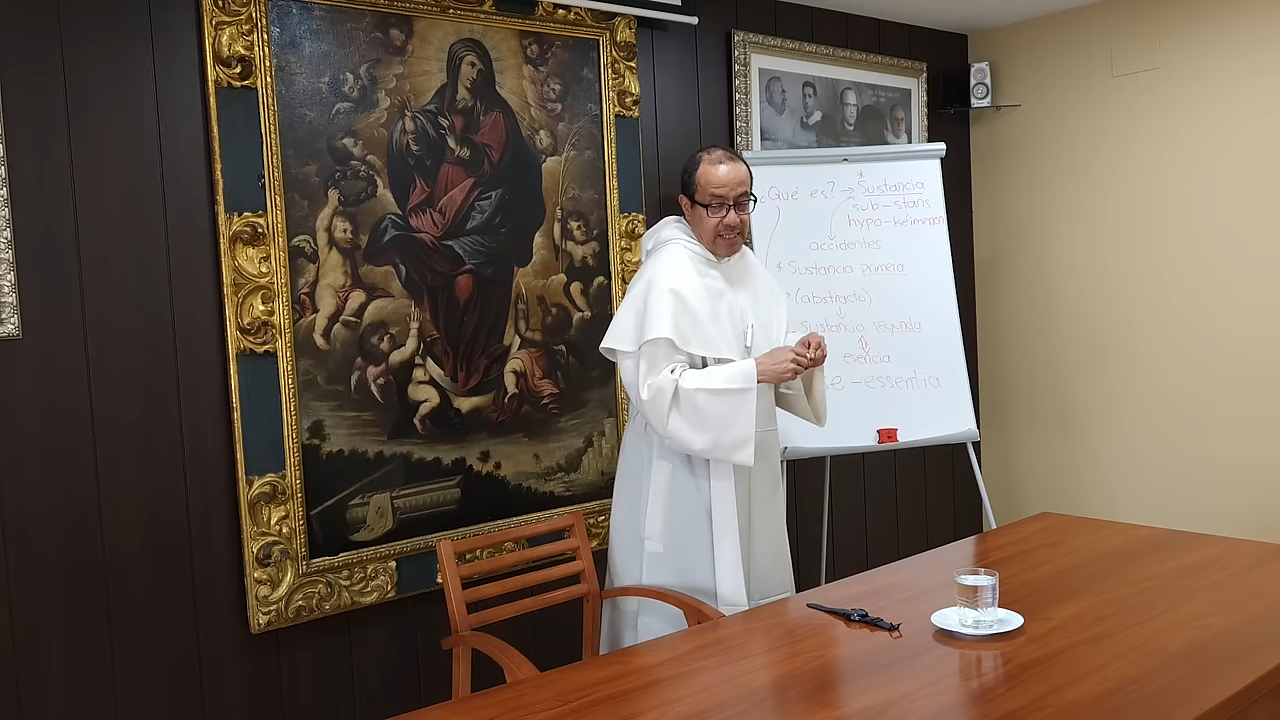 *
¿Qué es? → Sustancia
sub-stans
hypo-kéimenon
accidentes
* Sustancia primera
(abstracto)
Sustancia segunda
esencia
e-essentia